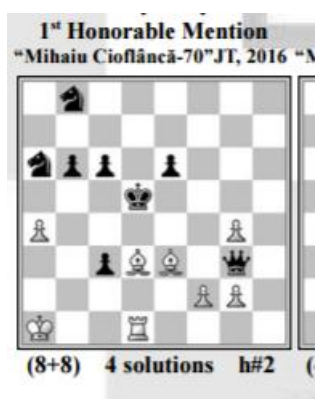 1st Honorable Mention
“Mihaiu Cioflâncă-70”JT, 2016 “M
(8+8) 4 solutions h#2 (